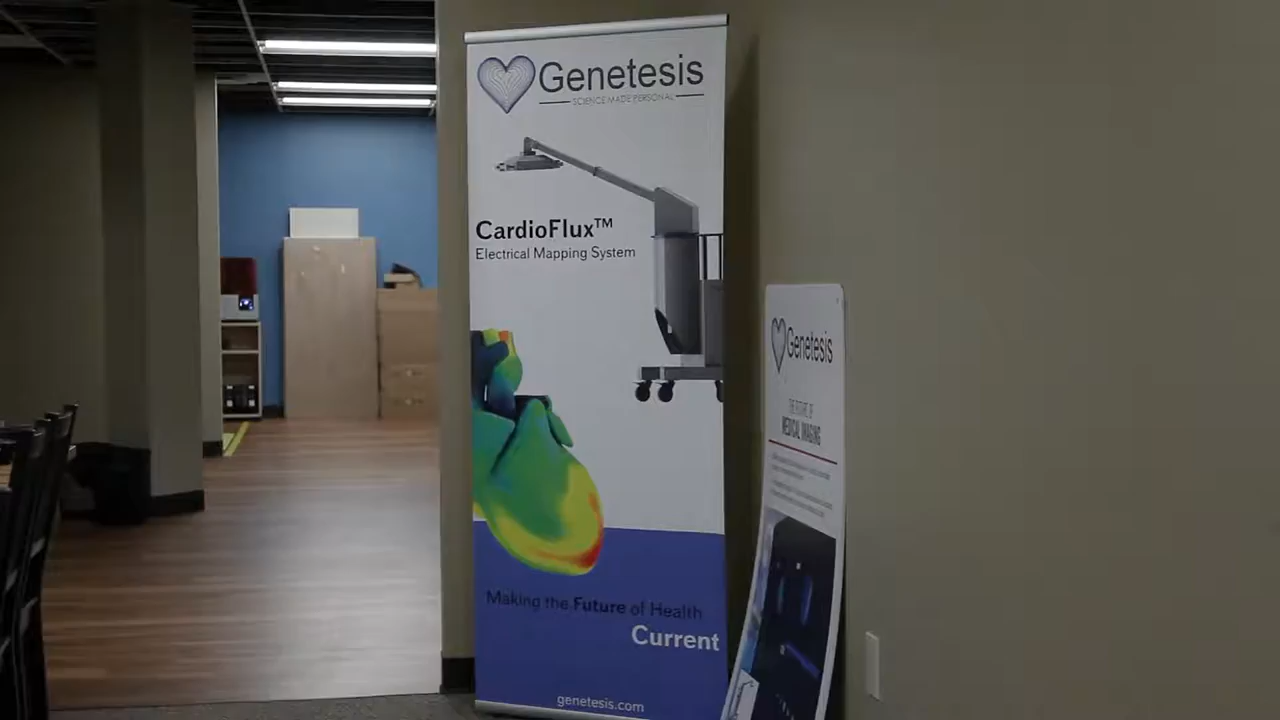 Genetesis
SCIENCE MADE PERSONAL
CardioFlux™
Electrical Mapping System
Making the Future of Health
Current
genetesis.com
Genetesis
THE FUTURE OF
MEDICAL IMAGING